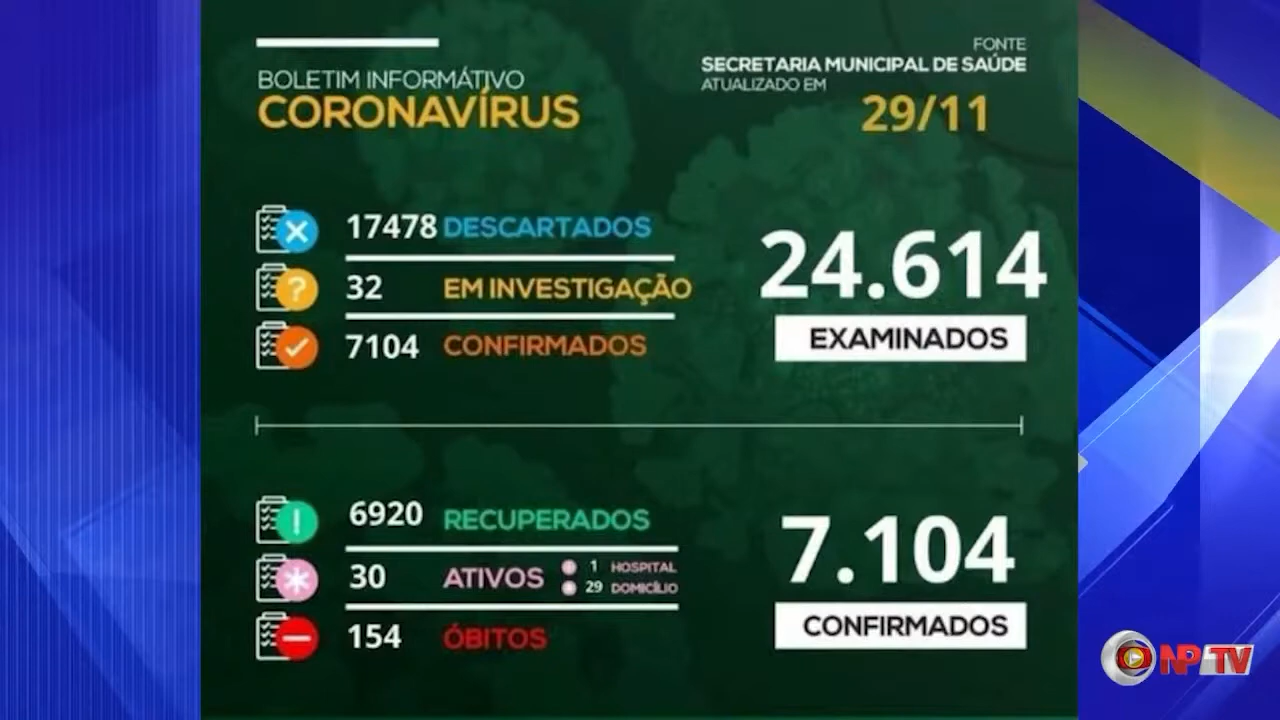 BOLETIM INFORMÁTIVO
CORONAVÍRUS
FONTE
SECRETARIA MUNICIPAL DE SAÚDE
ATUALIZADO EM
29/11
17478 DESCARTADOS
32 EM INVESTIGAÇÃO
7104 CONFIRMADOS
24.614
EXAMINADOS
6920 RECUPERADOS
30 ATIVOS
1 HOSPITAL
29 DOMICÍLIO
154 ÓBITOS
7.104
CONFIRMADOS
NPTV